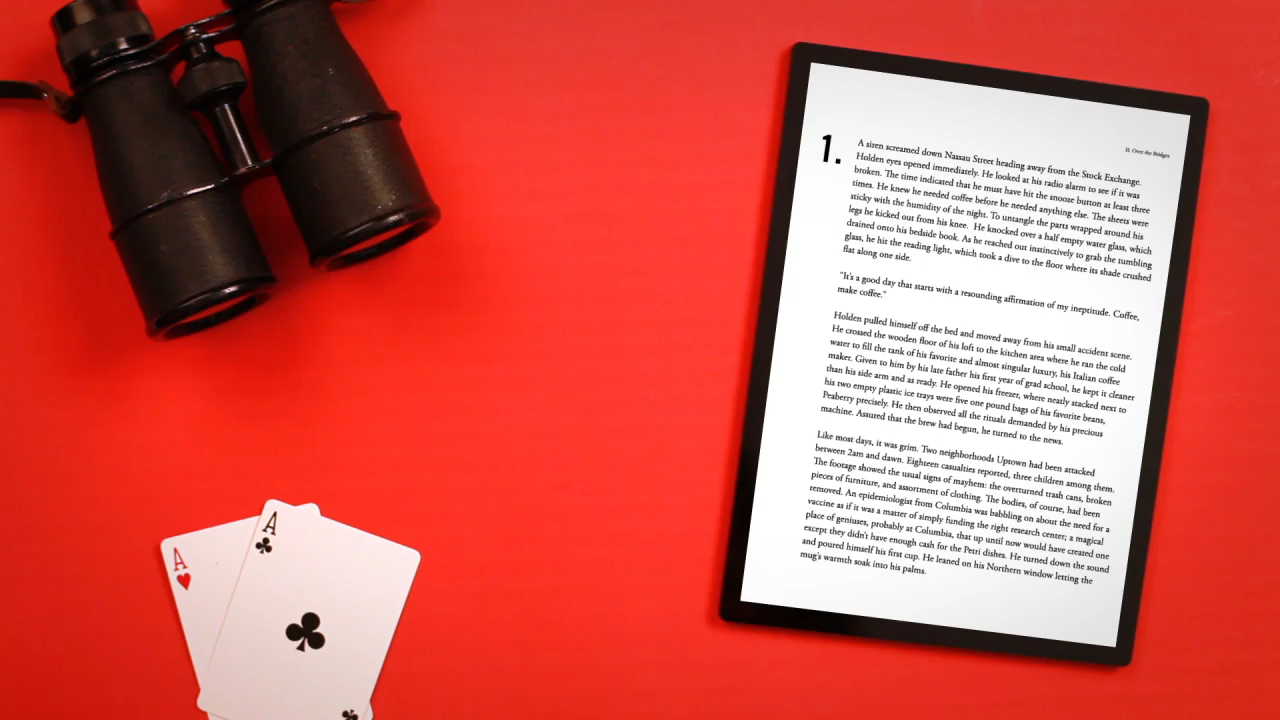 II. Over the Bridges
1.
A siren screamed down Nassau Street heading away from the Stock Exchange.
Holden eyes opened immediately. He looked at his radio alarm to see if it was
broken. The time indicated that he must have hit the snooze button at least three
times. He knew he needed coffee before he needed anything else. The sheets were
sticky with the humidity of the night. To untangle the parts wrapped around his
legs he kicked out from his knee. He knocked over a half empty water glass, which
drained onto his bedside book. As he reached out instinctively to grab the tumbling
glass, he hit the reading light, which took a dive to the floor where its shade crushed
flat along one side.
"It's a good day that starts with a resounding affirmation of my ineptitude. Coffee,
make coffee."
Holden pulled himself off the bed and moved away from his small accident scene.
He crossed the wooden floor of his loft to the kitchen area where he ran the cold
water to fill the tank of his favorite and almost singular luxury, his Italian coffee
maker. Given to him by his late father his first year of grad school, he kept it cleaner
than his side arm and as ready. He opened his freezer, where neatly stacked next to
his two empty plastic ice trays were five one pound bags of his favorite beans,
Peaberry precisely. He then observed all the rituals demanded by his precious
machine. Assured that the brew had begun, he turned to the news.
Like most days, it was grim. Two neighborhoods Uptown had been attacked
between 2am and dawn. Eighteen casualties reported, three children among them.
The footage showed the usual signs of mayhem: the overturned trash cans, broken
pieces of furniture, and assortment of clothing. The bodies, of course, had been
removed. An epidemiologist from Columbia was babbling on about the need for a
vaccine as if it was a matter of simply funding the right research center; a magical
place of geniuses, probably at Columbia, that up until now would have created one
except they didn't have enough cash for the Petri dishes. He turned down the sound
and poured himself his first cup. He leaned on his Northern window letting the
mug's warmth soak into his palms.
A
A